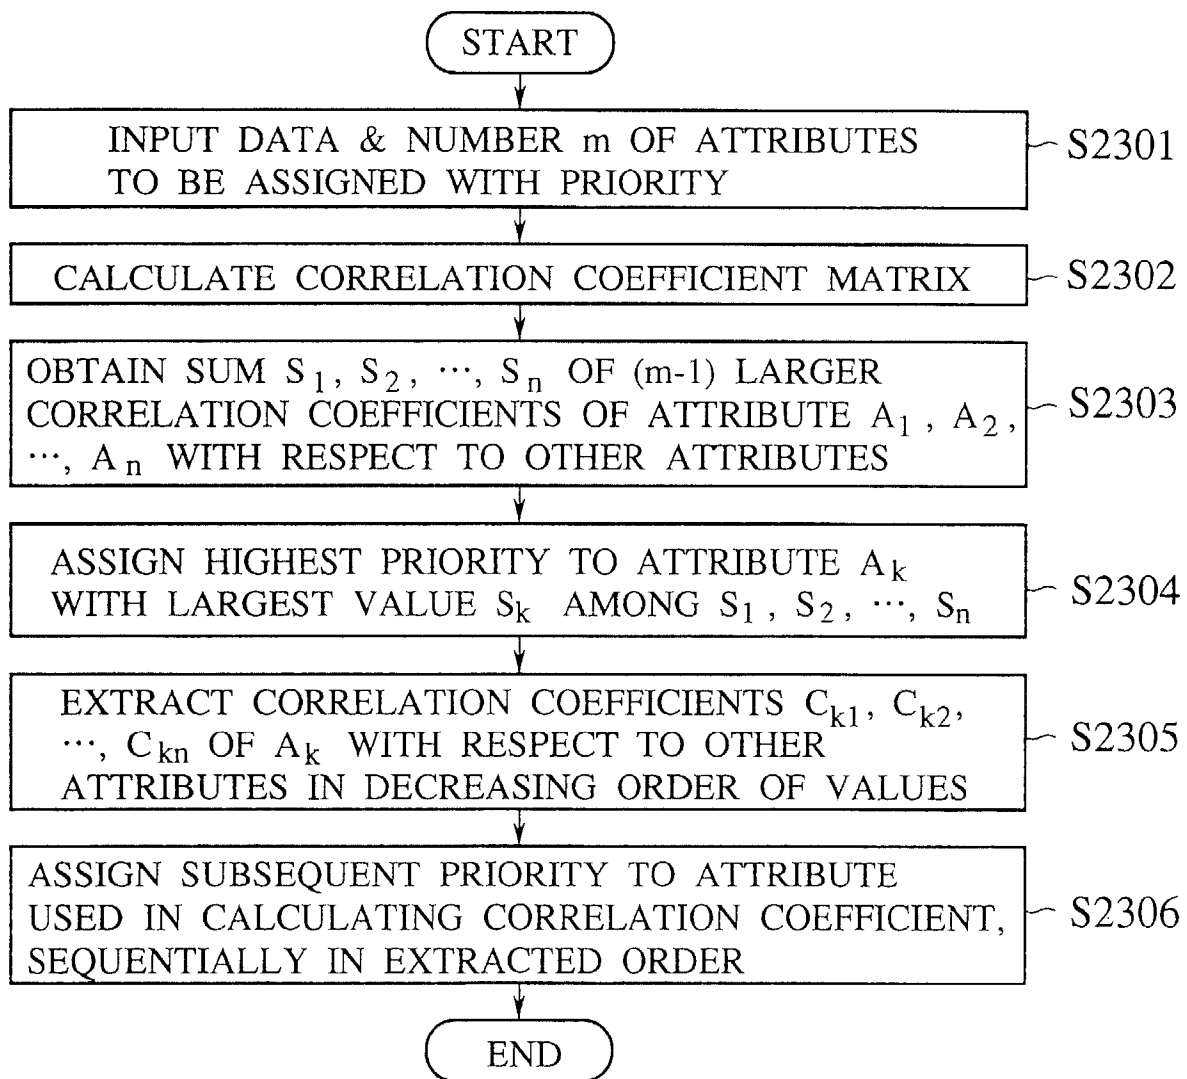 START
INPUT DATA & NUMBER m OF ATTRIBUTES
TO BE ASSIGNED WITH PRIORITY
S2301
CALCULATE CORRELATION COEFFICIENT MATRIX
S2302
OBTAIN SUM S1, S2, ⋯, Sn OF (m-1) LARGER
CORRELATION COEFFICIENTS OF ATTRIBUTE A1, A2,
⋯, An WITH RESPECT TO OTHER ATTRIBUTES
S2303
ASSIGN HIGHEST PRIORITY TO ATTRIBUTE Ak
WITH LARGEST VALUE Sk AMONG S1, S2, ⋯, Sn
S2304
EXTRACT CORRELATION COEFFICIENTS Ck1, Ck2,
⋯, Ckn OF Ak WITH RESPECT TO OTHER
ATTRIBUTES IN DECREASING ORDER OF VALUES
S2305
ASSIGN SUBSEQUENT PRIORITY TO ATTRIBUTE
USED IN CALCULATING CORRELATION COEFFICIENT,
SEQUENTIALLY IN EXTRACTED ORDER
S2306
END